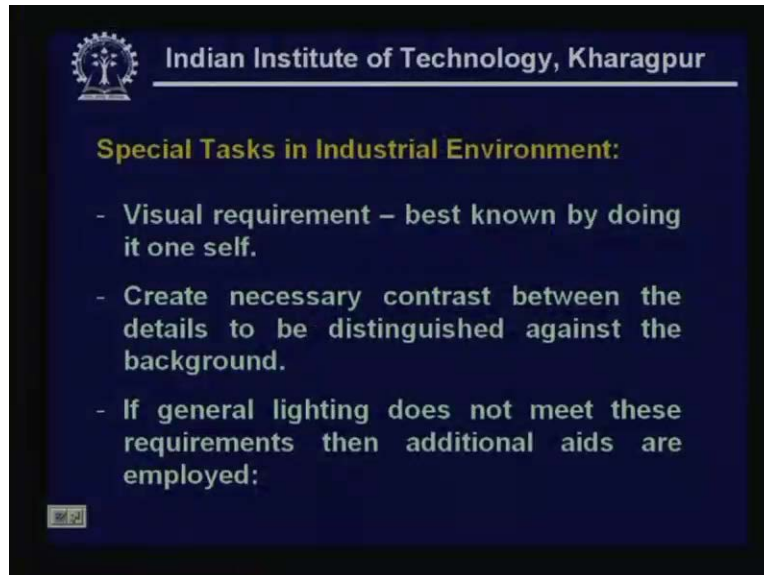 Indian Institute of Technology, Kharagpur
Special Tasks in Industrial Environment:
- Visual requirement – best known by doing
it one self.
- Create necessary contrast between the
details to be distinguished against the
background.
- If general lighting does not meet these
requirements then additional aids are
employed: